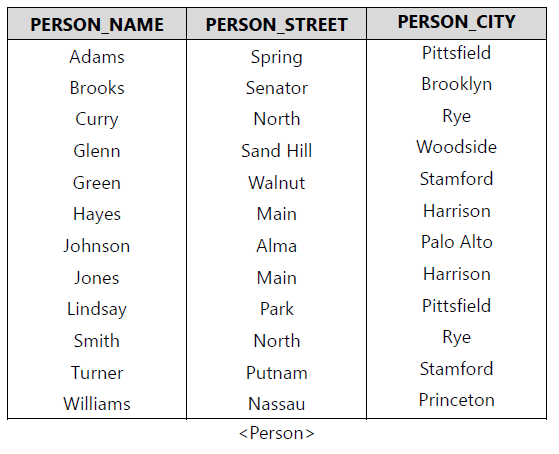 PERSON_NAME PERSON_STREET PERSON_CITY
Adams Spring Pittsfield
Brooks Senator Brooklyn
Curry North Rye
Glenn Sand Hill Woodside
Green Walnut Stamford
Hayes Main Harrison
Johnson Alma Palo Alto
Jones Main Harrison
Lindsay Park Pittsfield
Smith North Rye
Turner Putnam Stamford
Williams Nassau Princeton
<Person>